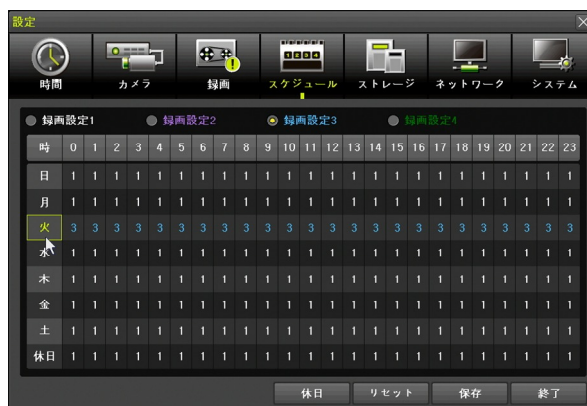 設定
時間 カメラ 録画 スケジュール ストレージ ネットワーク システム
録画設定1 録画設定2 録画設定3 録画設定4
時 0 1 2 3 4 5 6 7 8 9 10 11 12 13 14 15 16 17 18 19 20 21 22 23
日 1 1 1 1 1 1 1 1 1 1 1 1 1 1 1 1 1 1 1 1 1 1 1 1
月 1 1 1 1 1 1 1 1 1 1 1 1 1 1 1 1 1 1 1 1 1 1 1 1
火 3 3 3 3 3 3 3 3 3 3 3 3 3 3 3 3 3 3 3 3 3 3 3 3
水 1 1 1 1 1 1 1 1 1 1 1 1 1 1 1 1 1 1 1 1 1 1 1 1
木 1 1 1 1 1 1 1 1 1 1 1 1 1 1 1 1 1 1 1 1 1 1 1 1
金 1 1 1 1 1 1 1 1 1 1 1 1 1 1 1 1 1 1 1 1 1 1 1 1
土 1 1 1 1 1 1 1 1 1 1 1 1 1 1 1 1 1 1 1 1 1 1 1 1
休日 1 1 1 1 1 1 1 1 1 1 1 1 1 1 1 1 1 1 1 1 1 1 1 1
休日 リセット 保存 終了